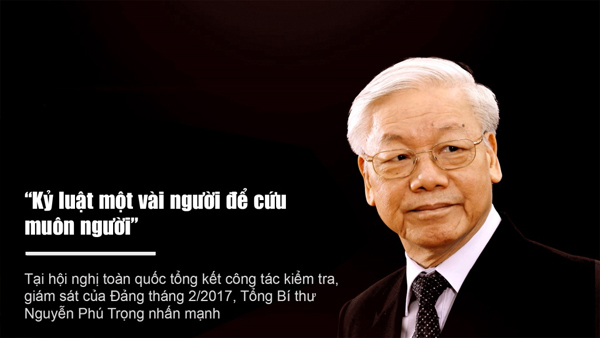 “Kỷ luật một vài người để cứu
muôn người”
Tại hội nghị toàn quốc tổng kết công tác kiểm tra,
giám sát của Đảng tháng 2/2017, Tổng Bí thư
Nguyễn Phú Trọng nhấn mạnh